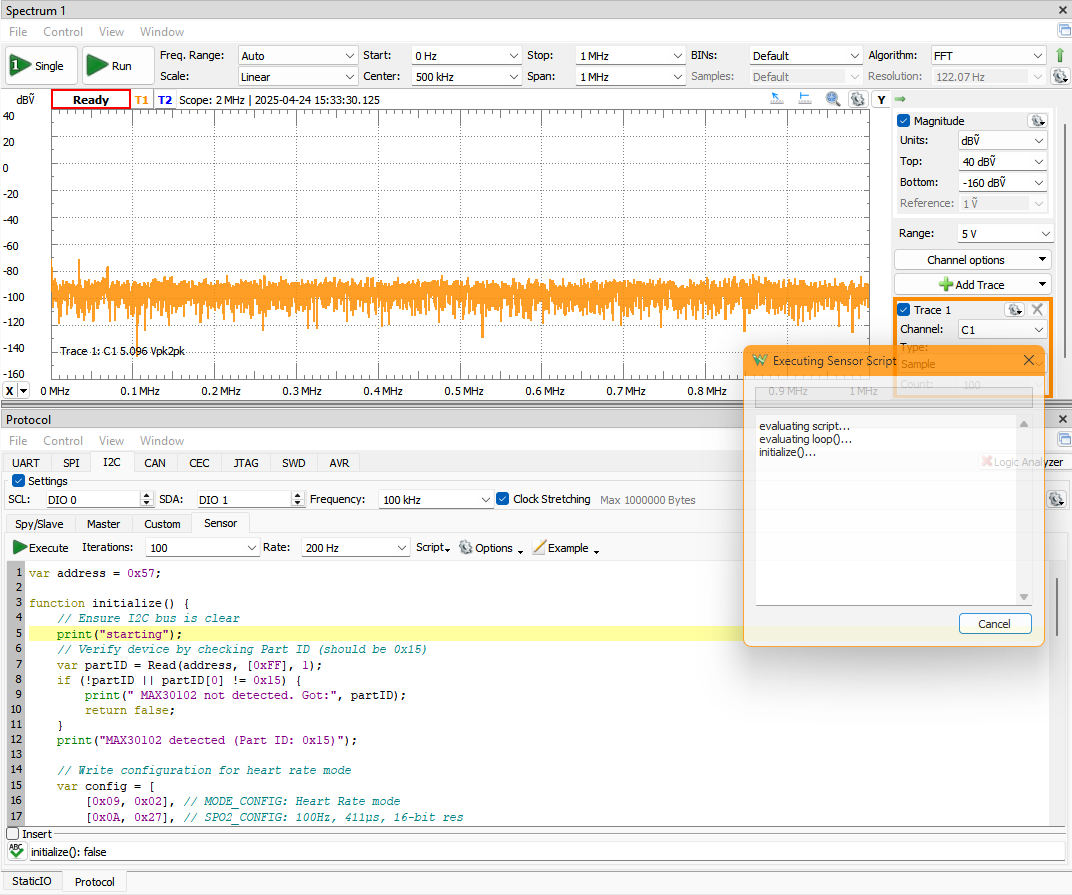 Spectrum 1
File Control View Window
Single Run Freq. Range: Auto Start: 0 Hz Stop: 1 MHz BINs: Default Algorithm: FFT
Scale: Linear Center: 500 kHz Span: 1 MHz Samples: Default Resolution: 122.07 Hz
dBṼ Ready T1 T2 Scope: 2 MHz | 2025-04-24 15:33:30.125 Y
40
20
0
-20
-40
-60
-80
-100
-120
-140
-160
Trace 1: C1 5.096 Vpk2pk
X 0 MHz 0.1 MHz 0.2 MHz 0.3 MHz 0.4 MHz 0.5 MHz 0.6 MHz 0.7 MHz 0.8 MHz 0.9 MHz 1 MHz
Magnitude
Units: dBṼ
Top: 40 dBṼ
Bottom: -160 dBṼ
Reference: 1 Ṽ
Range: 5 V
Channel options
Add Trace
Trace 1
Channel: C1
Type:
Sample
Count: 100
Executing Sensor Script
evaluating script...
evaluating loop()...
initialize()...
Cancel
Protocol
File Control View Window
UART SPI I2C CAN CEC JTAG SWD AVR
Logic Analyzer
Settings
SCL: DIO 0 SDA: DIO 1 Frequency: 100 kHz Clock Stretching Max 1000000 Bytes
Spy/Slave Master Custom Sensor
Execute Iterations: 100 Rate: 200 Hz Script Options Example
1 var address = 0x57;
2
3 function initialize() {
4 // Ensure I2C bus is clear
5 print("starting");
6 // Verify device by checking Part ID (should be 0x15)
7 var partID = Read(address, [0xFF], 1);
8 if (!partID || partID[0] != 0x15) {
9 print(" MAX30102 not detected. Got:", partID);
10 return false;
11 }
12 print("MAX30102 detected (Part ID: 0x15)");
13
14 // Write configuration for heart rate mode
15 var config = [
16 [0x09, 0x02], // MODE_CONFIG: Heart Rate mode
17 [0x0A, 0x27], // SPO2_CONFIG: 100Hz, 411µs, 16-bit res
Insert
ABC initialize(): false
StaticIO Protocol